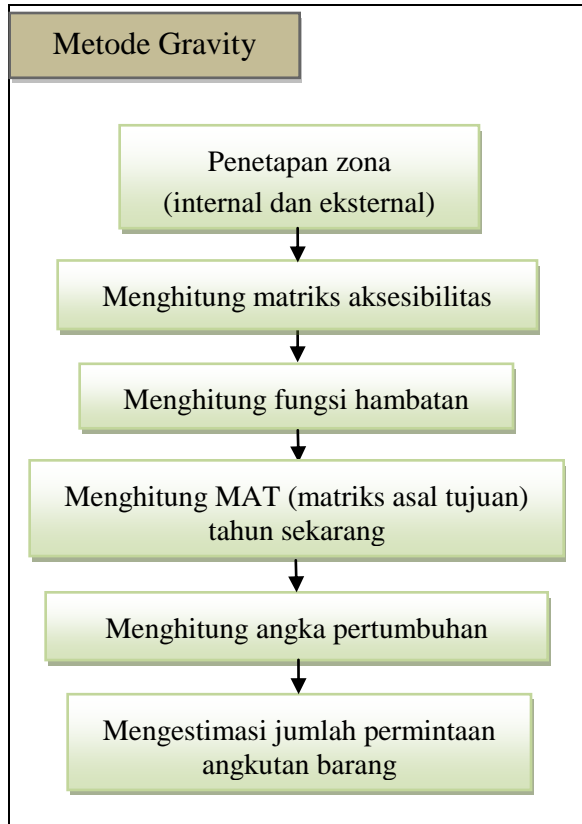 Metode Gravity
Penetapan zona
(internal dan eksternal)
Menghitung matriks aksesibilitas
Menghitung fungsi hambatan
Menghitung MAT (matriks asal tujuan)
tahun sekarang
Menghitung angka pertumbuhan
Mengestimasi jumlah permintaan
angkutan barang